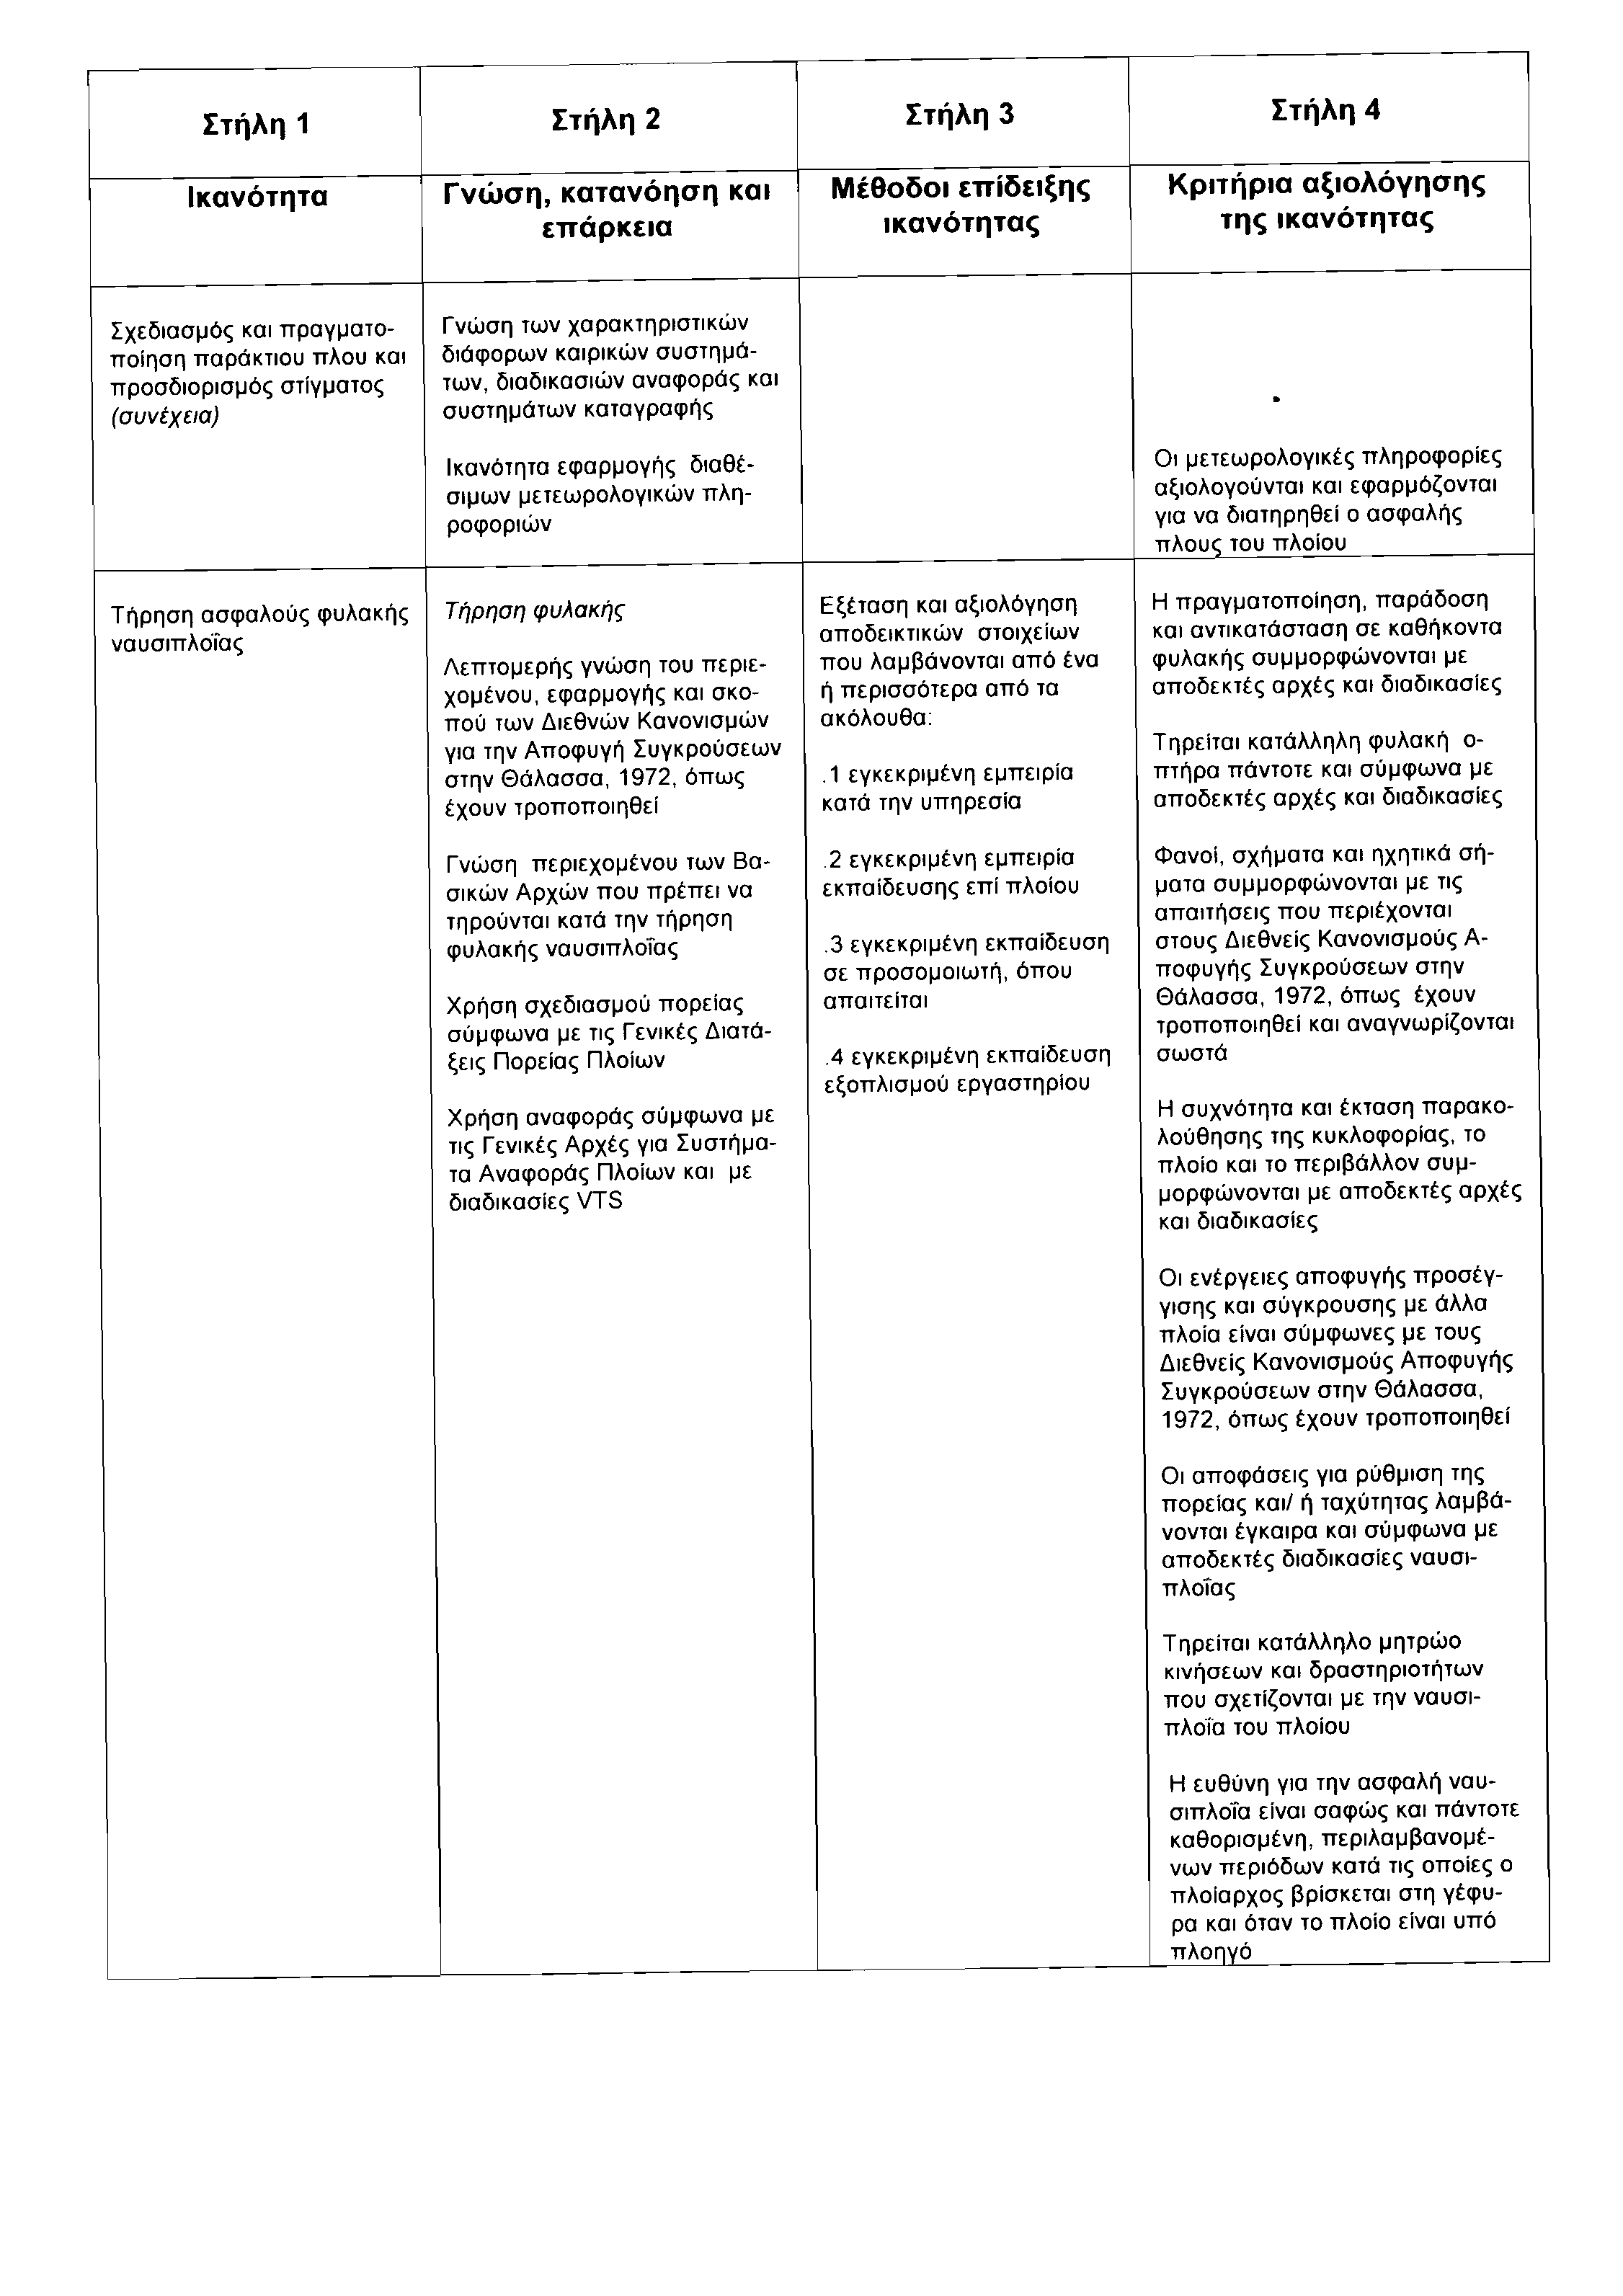 Στήλη 1
Στήλη 2
Στήλη 3
Στήλη 4
Ικανότητα
Γνώση, κατανόηση και
επάρκεια
Μέθοδοι επίδειξης
ικανότητας
Κριτήρια αξιολόγησης
της ικανότητας
Σχεδιασμός και πραγματο-
ποίηση παράκτιου πλου και
προσδιορισμός στίγματος
(συνέχεια)
Γνώση των χαρακτηριστικών
διάφορων καιρικών συστημά-
των, διαδικασιών αναφοράς και
συστημάτων καταγραφής
Ικανότητα εφαρμογής διαθέ-
σιμων μετεωρολογικών πλη-
ροφοριών
Οι μετεωρολογικές πληροφορίες
αξιολογούνται και εφαρμόζονται
για να διατηρηθεί ο ασφαλής
πλους του πλοίου
Τήρηση ασφαλούς φυλακής
ναυσιπλοΐας
Τήρηση φυλακής
Λεπτομερής γνώση του περιε-
χομένου, εφαρμογής και σκο-
πού των Διεθνών Κανονισμών
για την Αποφυγή Συγκρούσεων
στην Θάλασσα, 1972, όπως
έχουν τροποποιηθεί
Γνώση περιεχομένου των Βα-
σικών Αρχών που πρέπει να
τηρούνται κατά την τήρηση
φυλακής ναυσιπλοΐας
Χρήση σχεδιασμού πορείας
σύμφωνα με τις Γενικές Διατά-
ξεις Πορείας Πλοίων
Χρήση αναφοράς σύμφωνα με
τις Γενικές Αρχές για Συστήμα-
τα Αναφοράς Πλοίων και με
διαδικασίες VTS
Εξέταση και αξιολόγηση
αποδεικτικών στοιχείων
που λαμβάνονται από ένα
ή περισσότερα από τα
ακόλουθα:
.1 εγκεκριμένη εμπειρία
κατά την υπηρεσία
.2 εγκεκριμένη εμπειρία
εκπαίδευσης επί πλοίου
.3 εγκεκριμένη εκπαίδευση
σε προσομοιωτή, όπου
απαιτείται
.4 εγκεκριμένη εκπαίδευση
εξοπλισμού εργαστηρίου
Η πραγματοποίηση, παράδοση
και αντικατάσταση σε καθήκοντα
φυλακής συμμορφώνονται με
αποδεκτές αρχές και διαδικασίες
Τηρείται κατάλληλη φυλακή ο-
πτήρα πάντοτε και σύμφωνα με
αποδεκτές αρχές και διαδικασίες
Φανοί, σχήματα και ηχητικά σή-
ματα συμμορφώνονται με τις
απαιτήσεις που περιέχονται
στους Διεθνείς Κανονισμούς Α-
ποφυγής Συγκρούσεων στην
Θάλασσα, 1972, όπως έχουν
τροποποιηθεί και αναγνωρίζονται
σωστά
Η συχνότητα και έκταση παρακο-
λούθησης της κυκλοφορίας, το
πλοίο και το περιβάλλον συμ-
μορφώνονται με αποδεκτές αρχές
και διαδικασίες
Οι ενέργειες αποφυγής προσέγ-
γισης και σύγκρουσης με άλλα
πλοία είναι σύμφωνες με τους
Διεθνείς Κανονισμούς Αποφυγής
Συγκρούσεων στην Θάλασσα,
1972, όπως έχουν τροποποιηθεί
Οι αποφάσεις για ρύθμιση της
πορείας και/ ή ταχύτητας λαμβά-
νονται έγκαιρα και σύμφωνα με
αποδεκτές διαδικασίες ναυσι-
πλοΐας
Τηρείται κατάλληλο μητρώο
κινήσεων και δραστηριοτήτων
που σχετίζονται με την ναυσι-
πλοΐα του πλοίου
Η ευθύνη για την ασφαλή ναυ-
σιπλοΐα είναι σαφώς και πάντοτε
καθορισμένη, περιλαμβανομέ-
νων περιόδων κατά τις οποίες ο
πλοίαρχος βρίσκεται στη γέφυ-
ρα και όταν το πλοίο είναι υπό
πλοηγό